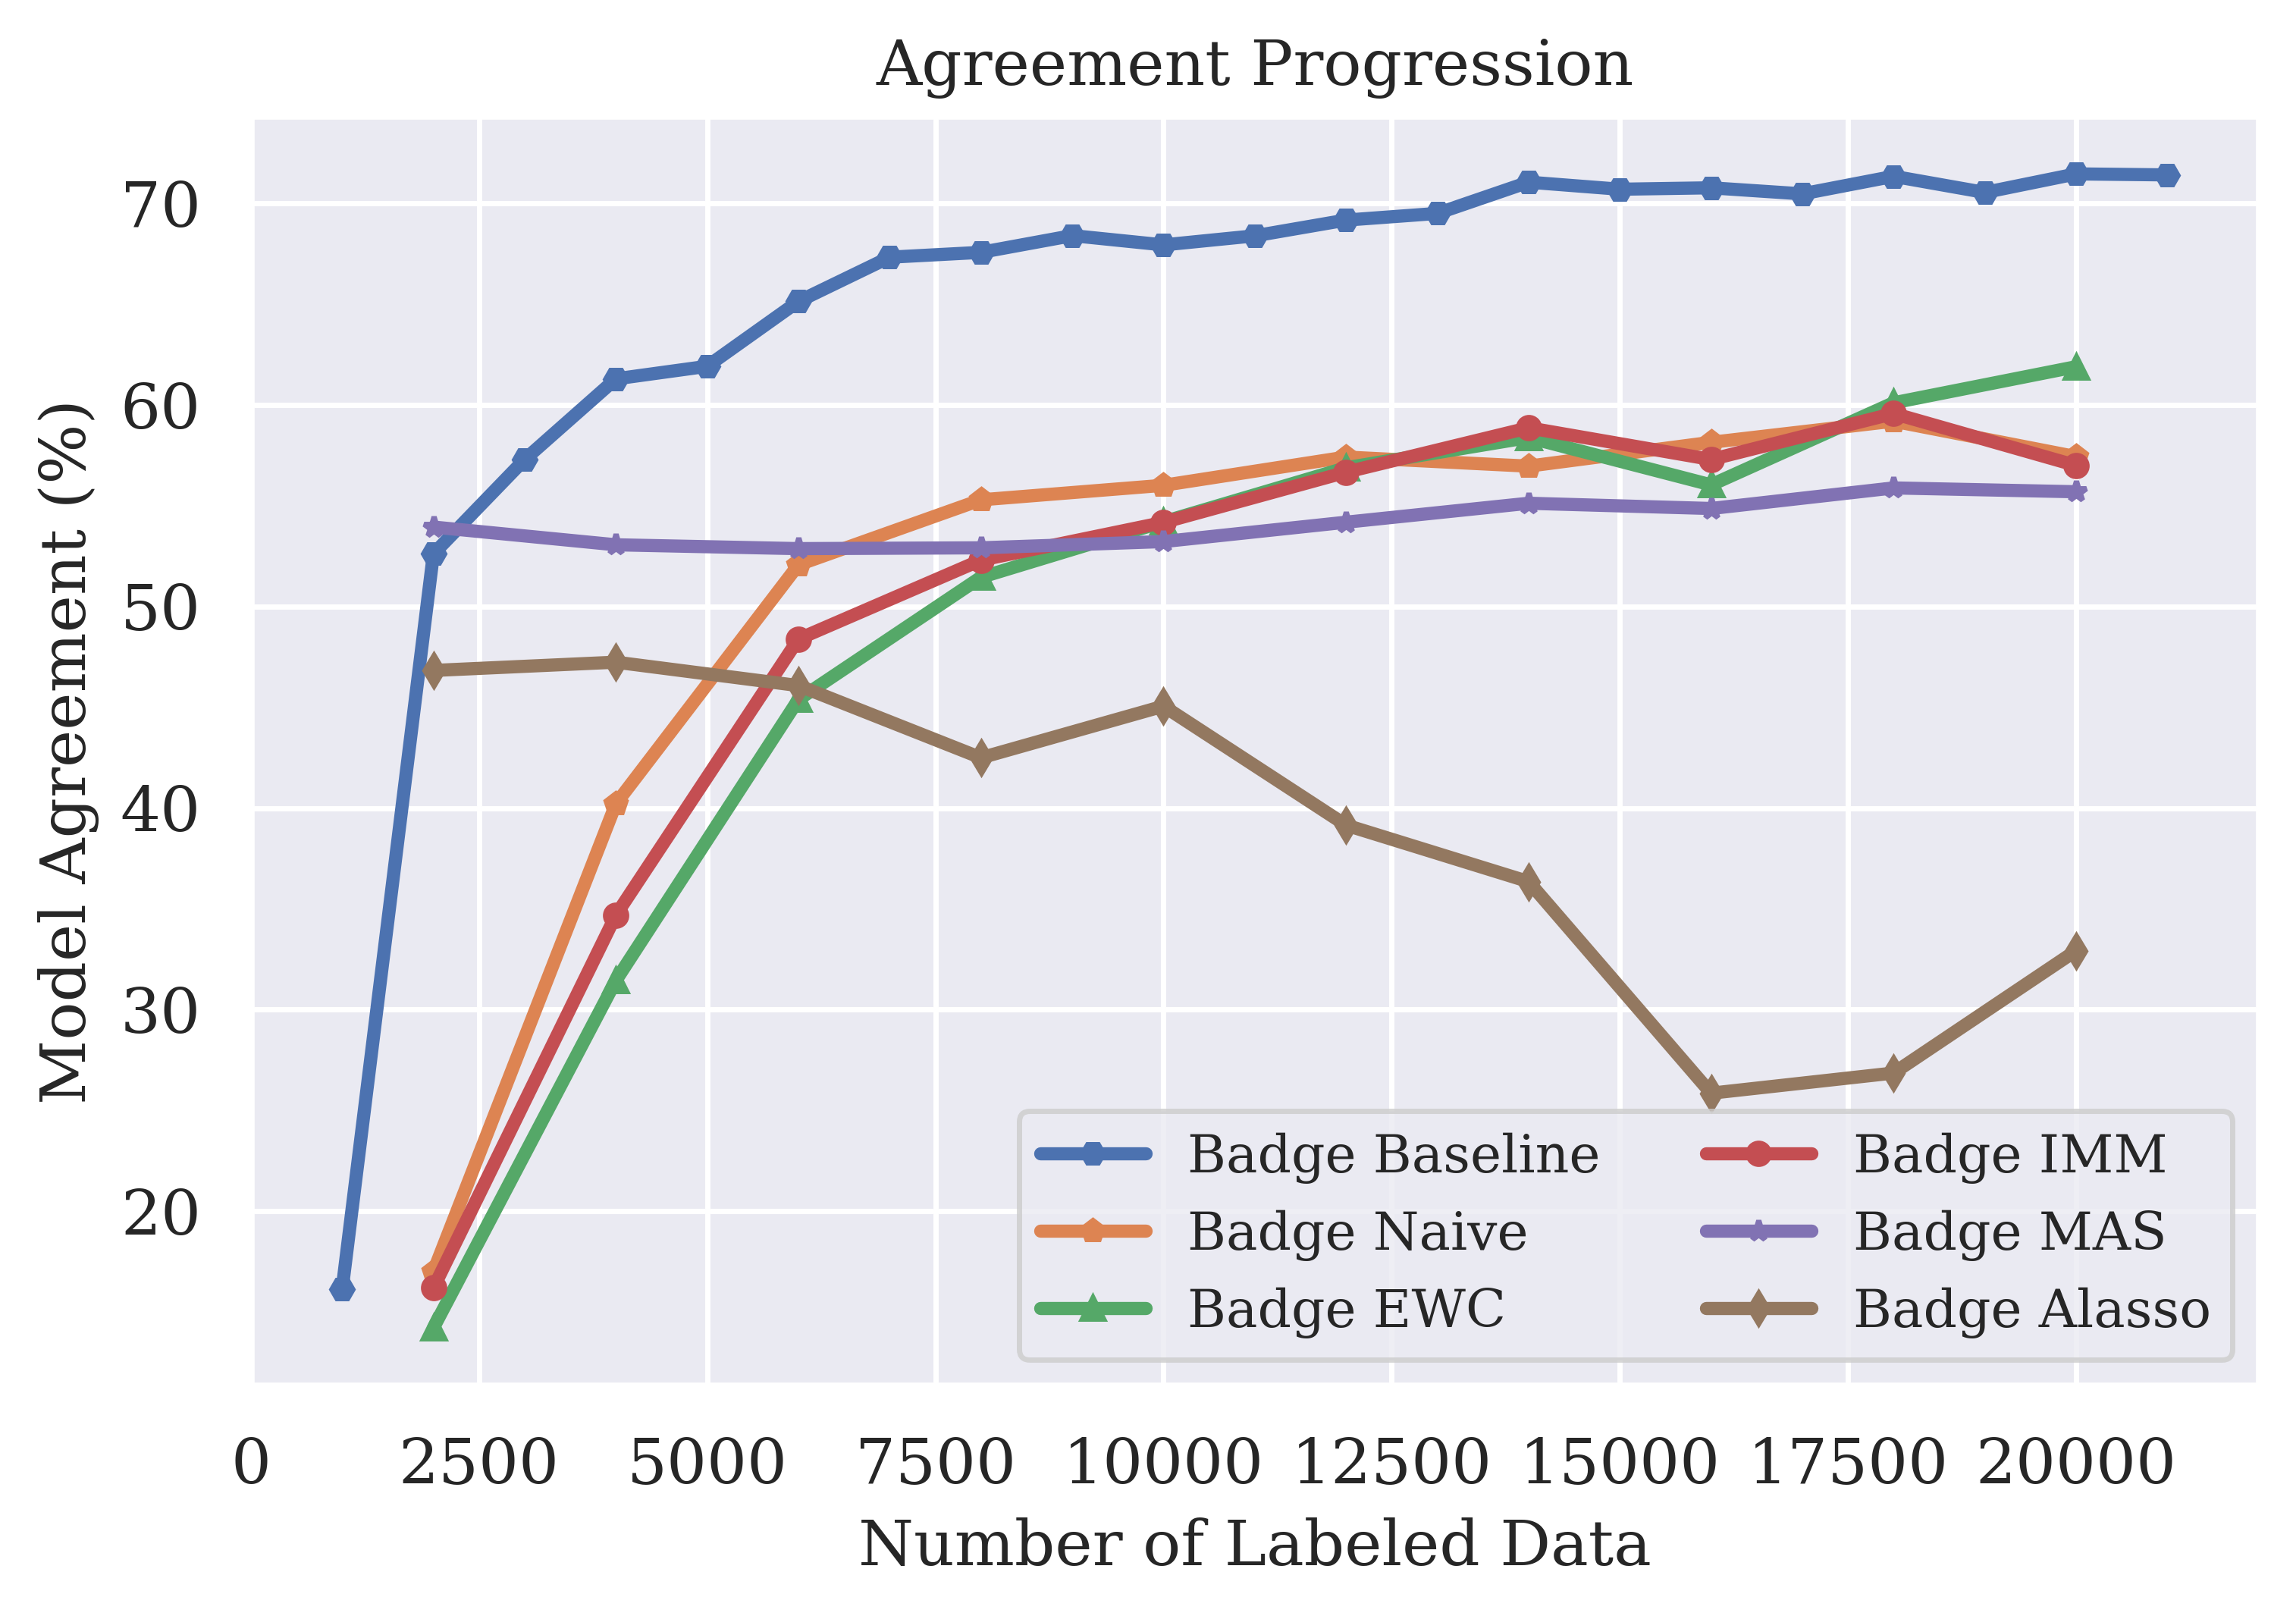 Agreement Progression
Model Agreement (%)
70
60
50
40
30
20
Badge Baseline
Badge Naive
Badge EWC
Badge IMM
Badge MAS
Badge Alasso
0 2500 5000 7500 10000 12500 15000 17500 20000
Number of Labeled Data